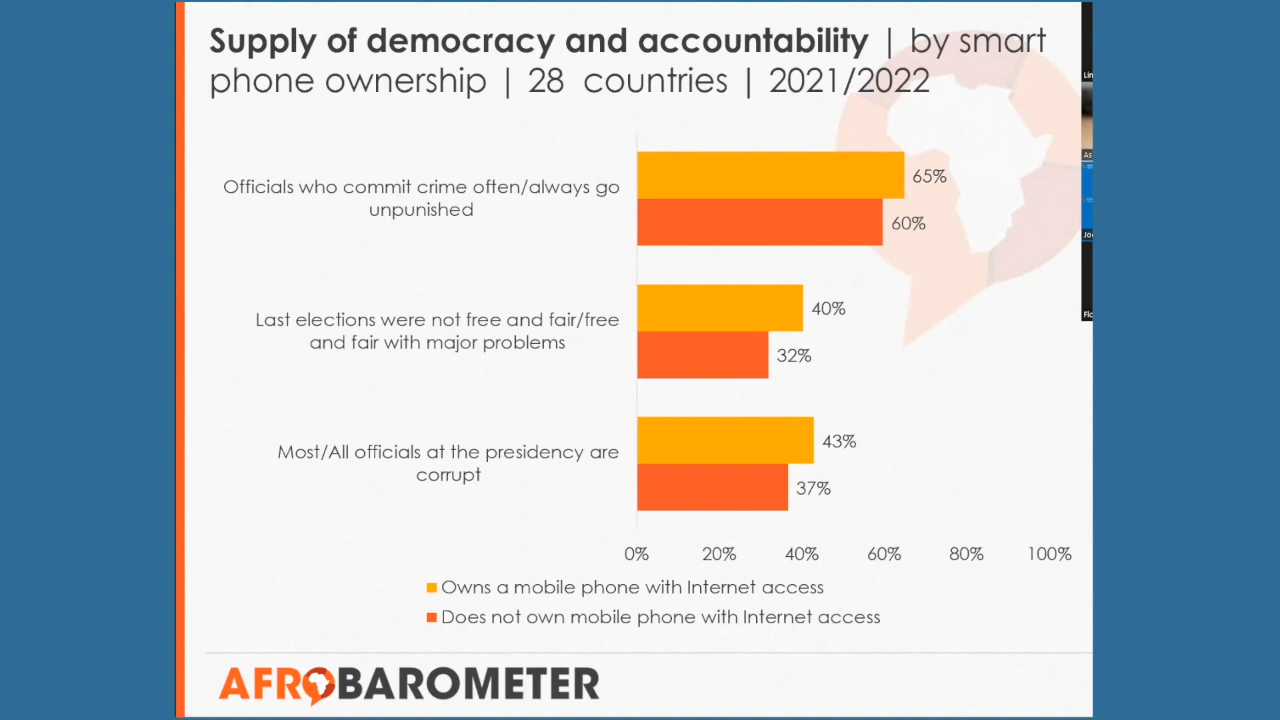 Supply of democracy and accountability | by smart
phone ownership | 28 countries | 2021/2022
Officials who commit crime often/always go
unpunished
65%
60%
Last elections were not free and fair/free
and fair with major problems
40%
32%
Most/All officials at the presidency are
corrupt
43%
37%
0% 20% 40% 60% 80% 100%
Owns a mobile phone with Internet access
Does not own mobile phone with Internet access
AFROBAROMETER